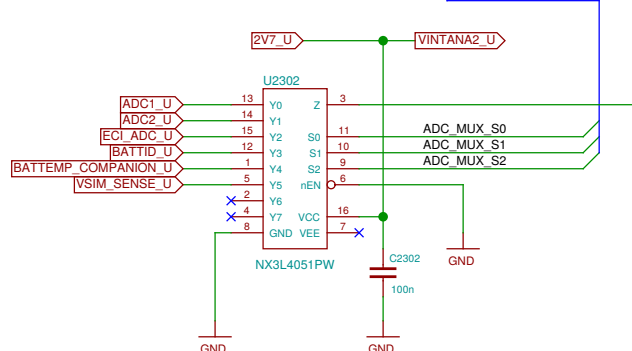 2V7_U VINTANA2_U
U2302
ADC1_U 13 Y0 Z 3
ADC2_U 14 Y1
ECI_ADC_U 15 Y2 S0 11 ADC_MUX_S0
BATTID_U 12 Y3 S1 10 ADC_MUX_S1
BATTEMP_COMPANION_U 1 Y4 S2 9 ADC_MUX_S2
VSIM_SENSE_U 5 Y5 nEN 6
2 Y6
4 Y7 VCC 16
8 GND VEE 7
NX3L4051PW
C2302
100n
GND
GND
GND